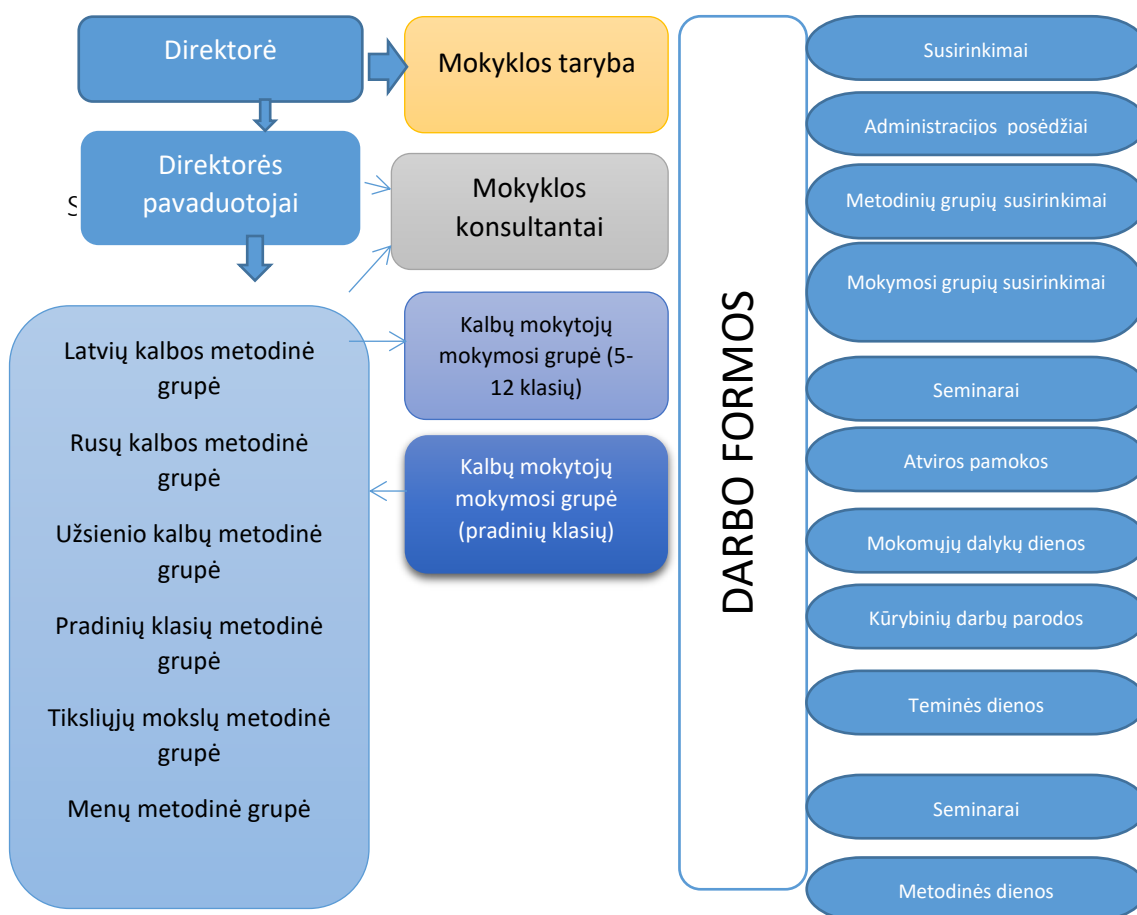 Direktorė
Mokyklos taryba
Direktorės
pavaduotojai
S
Mokyklos
konsultantai
Latvių kalbos metodinė
grupė
Rusų kalbos metodinė
grupė
Užsienio kalbų metodinė
grupė
Pradinių klasių metodinė
grupė
Tiksliųjų mokslų metodinė
grupė
Menų metodinė grupė
Kalbų mokytojų
mokymosi grupė (5-
12 klasių)
Kalbų mokytojų
mokymosi grupė
(pradinių klasių)
DARBO FORMOS
Susirinkimai
Administracijos posėdžiai
Metodinių grupių susirinkimai
Mokymosi grupių susirinkimai
Seminarai
Atviros pamokos
Mokomųjų dalykų dienos
Kūrybinių darbų parodos
Teminės dienos
Seminarai
Metodinės dienos